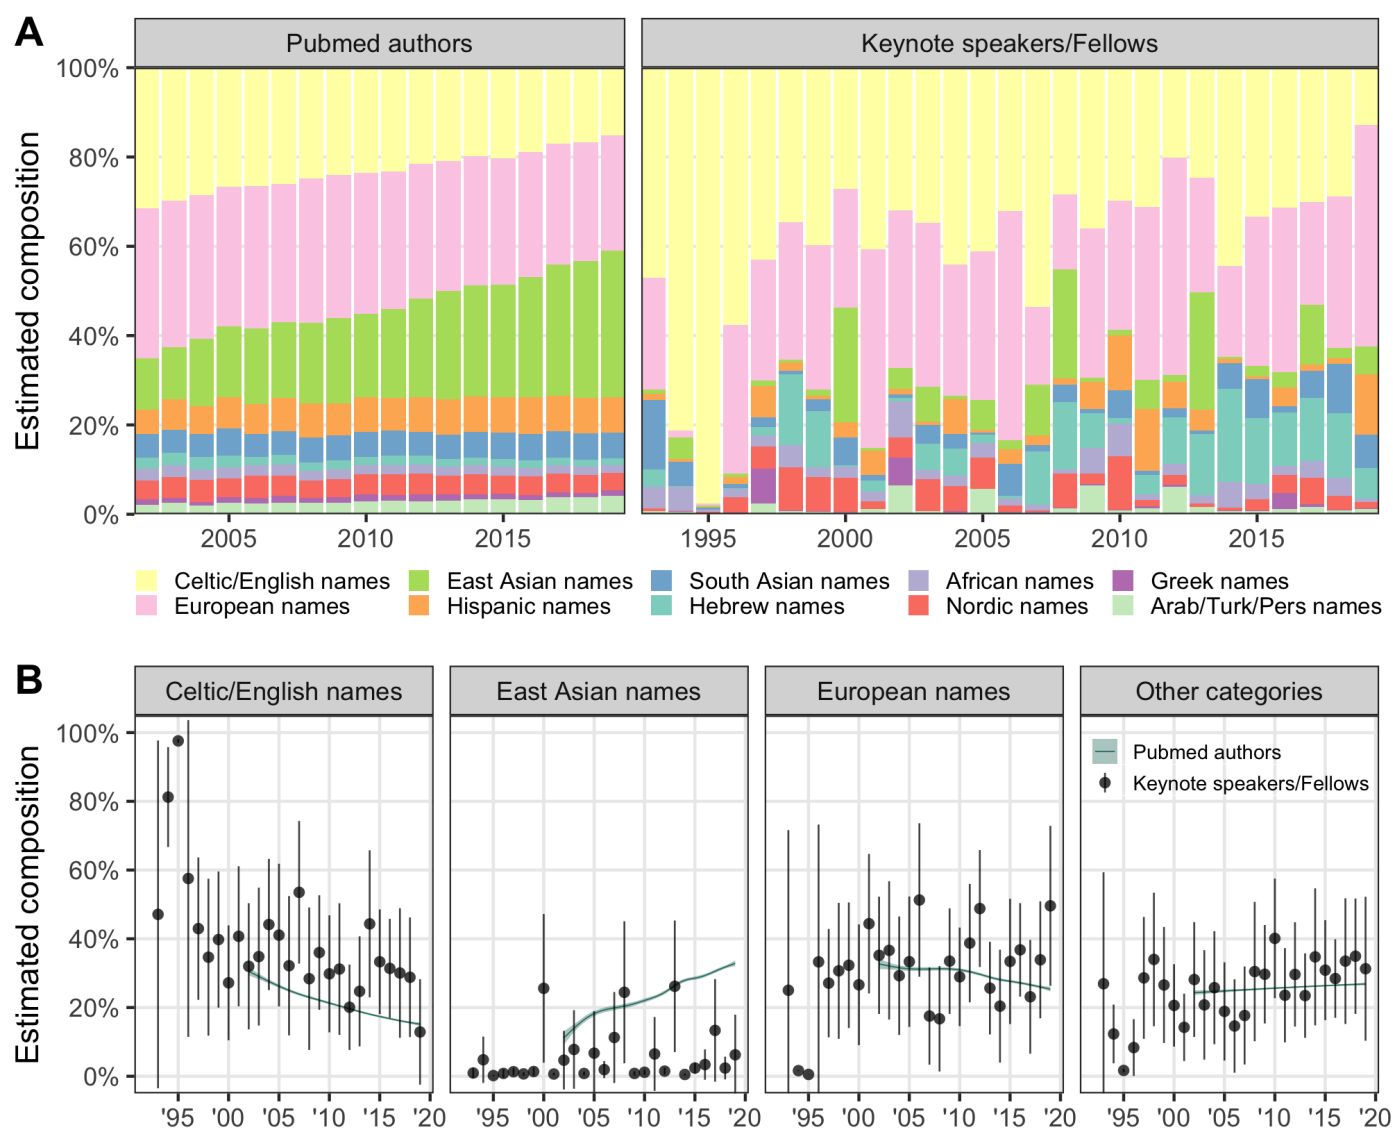 A
Pubmed authors
Keynote speakers/Fellows
Estimated composition
100%
80%
60%
40%
20%
0%
2005 2010 2015
1995 2000 2005 2010 2015
Celtic/English names East Asian names South Asian names African names Greek names
European names Hispanic names Hebrew names Nordic names Arab/Turk/Pers names
B
Celtic/English names
East Asian names
European names
Other categories
Estimated composition
100%
80%
60%
40%
20%
0%
Pubmed authors
Keynote speakers/Fellows
'95 '00 '05 '10 '15 '20
'95 '00 '05 '10 '15 '20
'95 '00 '05 '10 '15 '20
'95 '00 '05 '10 '15 '20